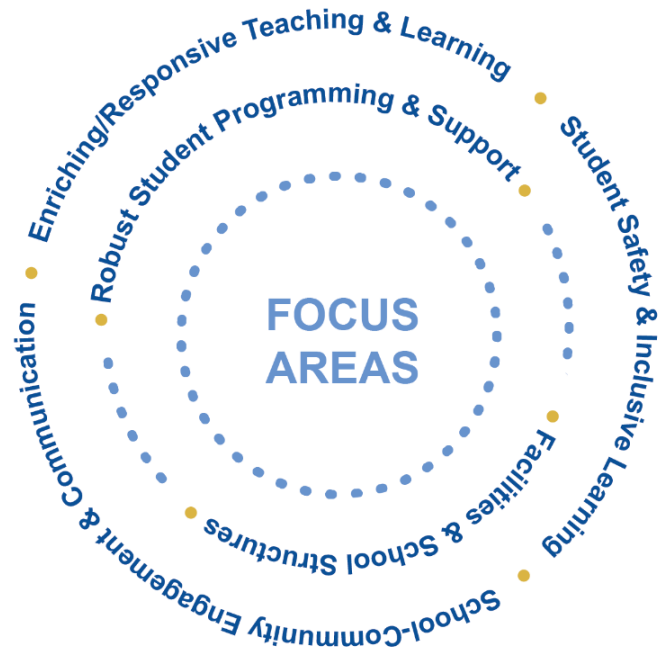 Enriching/Responsive Teaching & Learning
Student Safety & Inclusive Learning
School-Community Engagement & Communication
Robust Student Programming & Support
Facilities & School Structures
FOCUS
AREAS